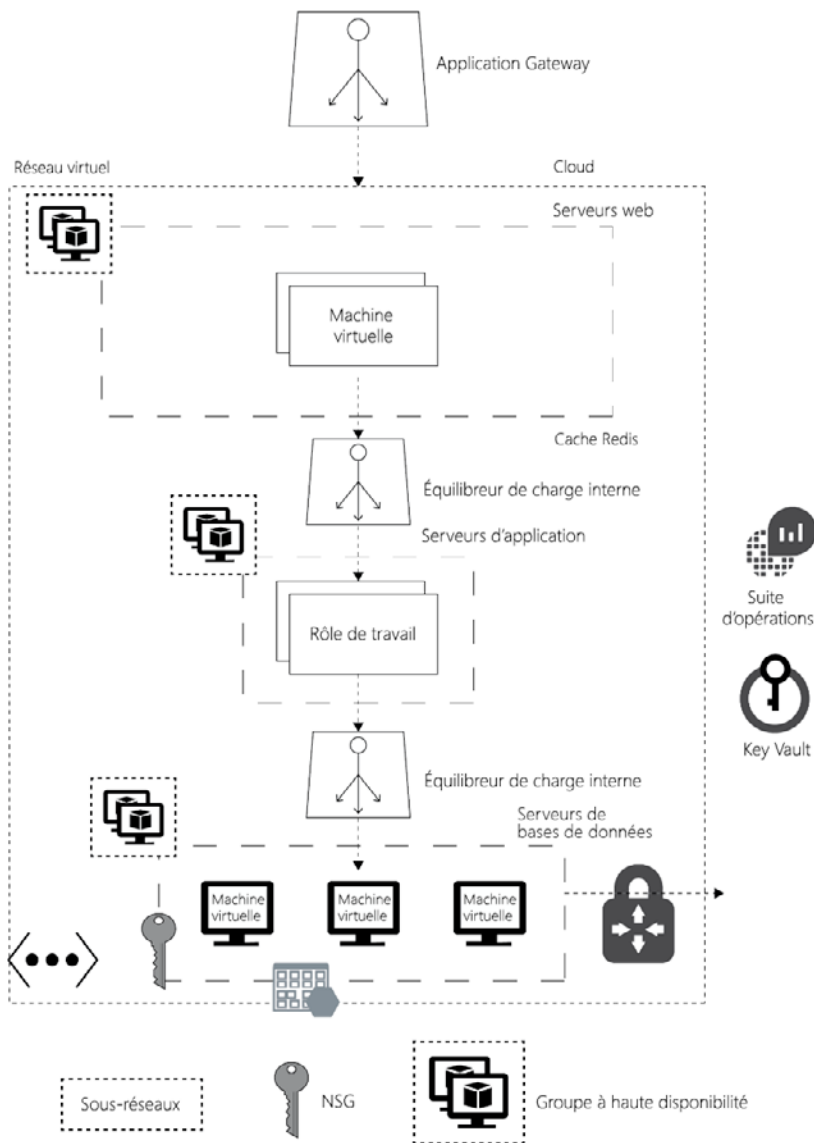 Application Gateway
Réseau virtuel
Cloud
Serveurs web
Machine
virtuelle
Cache Redis
Équilibreur de charge interne
Serveurs d'application
Suite
d'opérations
Rôle de travail
Key Vault
Équilibreur de charge interne
Serveurs de
bases de données
Machine
virtuelle
Machine
virtuelle
Machine
virtuelle
Sous-réseaux
NSG
Groupe à haute disponibilité